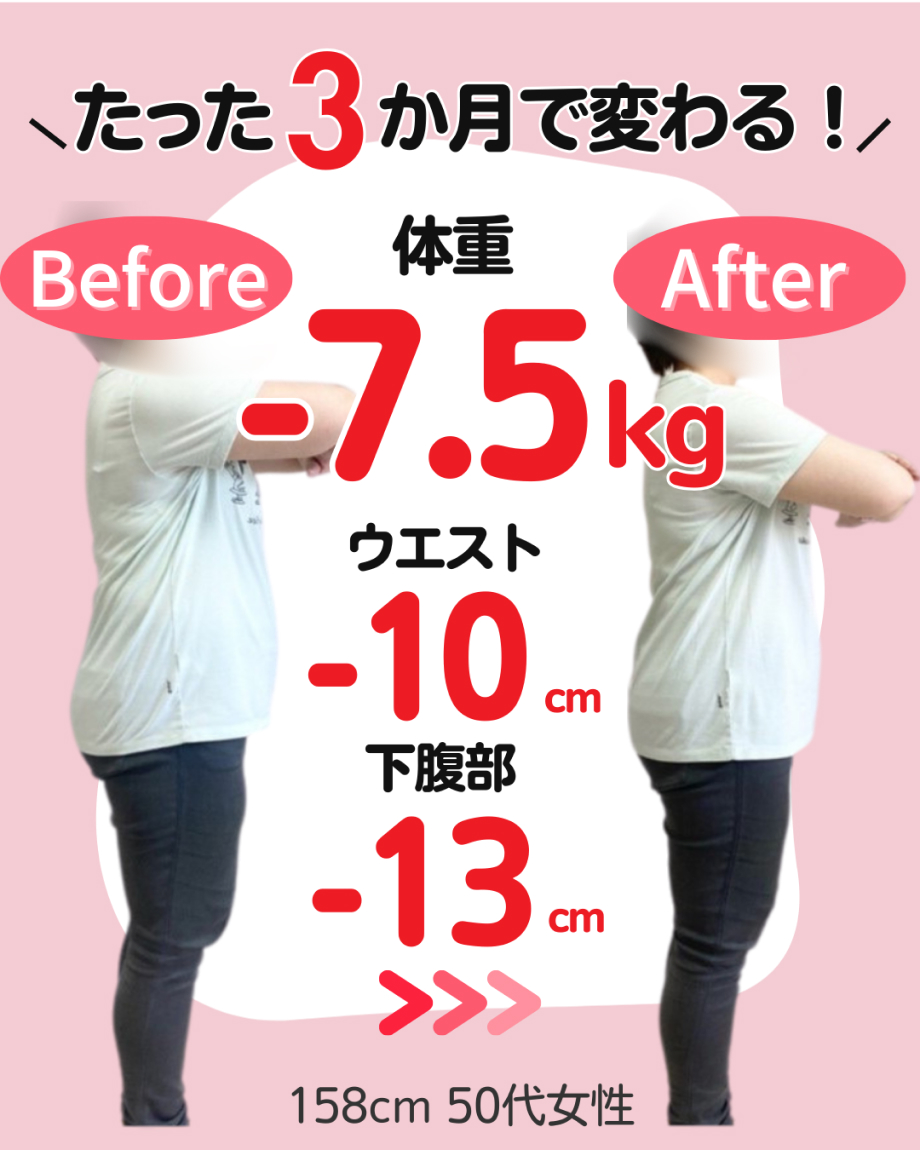 たった3か月で変わる！
Before
After
体重
-7.5kg
ウエスト
-10cm
下腹部
-13cm
158cm 50代女性